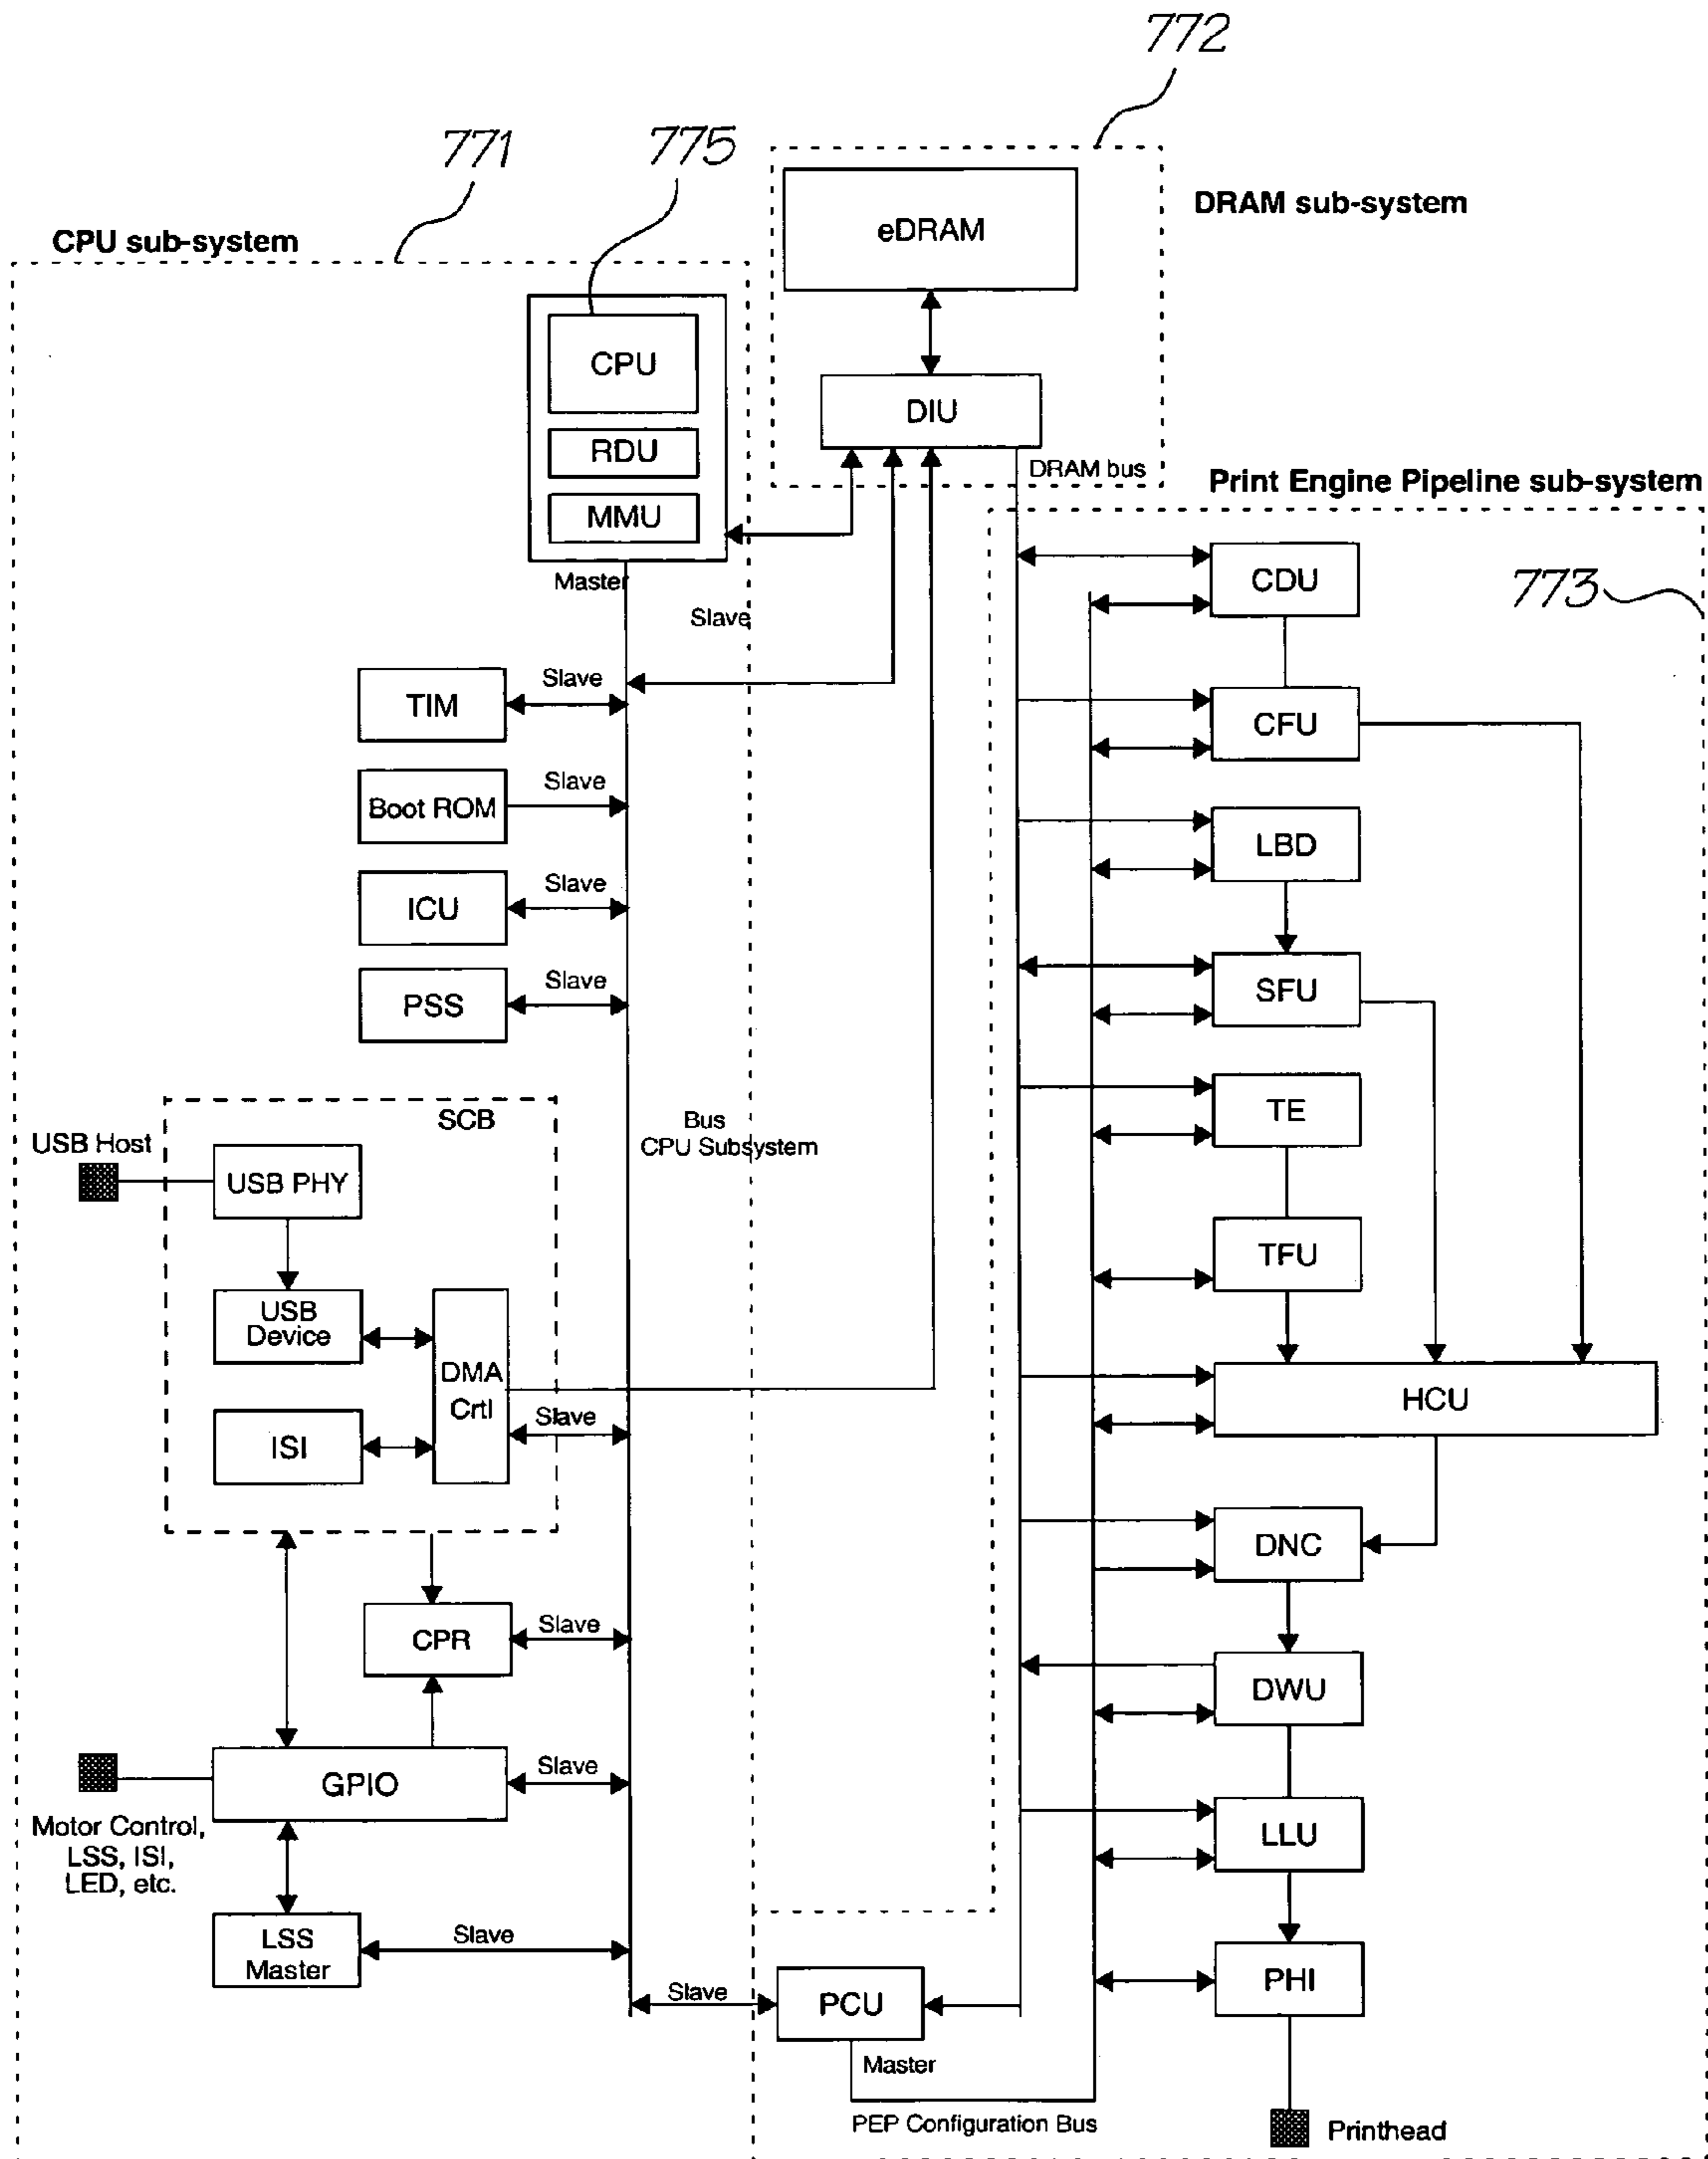 772
771
775
DRAM sub-system
CPU sub-system
eDRAM
CPU
DIU
RDU
DRAM bus
MMU
Print Engine Pipeline sub-system
Master
CDU
773
Slave
TIM
Slave
CFU
Boot ROM
Slave
LBD
ICU
Slave
PSS
Slave
SFU
SCB
TE
Bus
CPU Subsystem
USB Host
USB PHY
TFU
USB
Device
DMA
Crtl
HCU
ISI
Slave
DNC
CPR
Slave
DWU
GPIO
Slave
Motor Control,
LSS, ISI,
LED, etc.
LLU
LSS
Master
Slave
PHI
Slave
PCU
Master
PEP Configuration Bus
Printhead